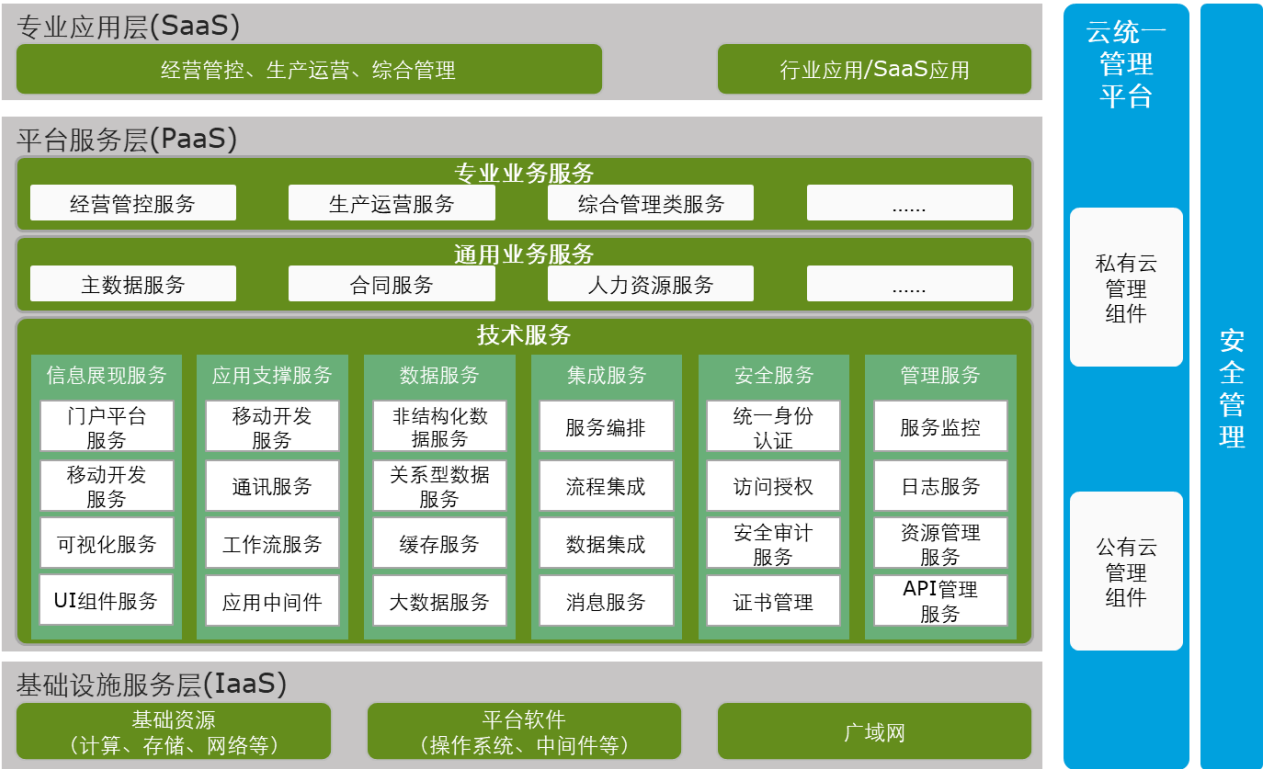 专业应用层(SaaS)
经营管控、生产运营、综合管理
行业应用/SaaS应用
平台服务层(PaaS)
专业业务服务
经营管控服务
生产运营服务
综合管理类服务
......
通用业务服务
主数据服务
合同服务
人力资源服务
......
技术服务
信息展现服务
门户平台
服务
移动开发
服务
可视化服务
UI组件服务
应用支撑服务
移动开发
服务
通讯服务
工作流服务
应用中间件
数据服务
非结构化数
据服务
关系型数据
服务
缓存服务
大数据服务
集成服务
服务编排
流程集成
数据集成
消息服务
安全服务
统一身份
认证
访问授权
安全审计
服务
证书管理
管理服务
服务监控
日志服务
资源管理
服务
API管理
服务
基础设施服务层(IaaS)
基础资源
（计算、存储、网络等）
平台软件
（操作系统、中间件等）
广域网
云统一
管理
平台
私有云
管理
组件
公有云
管理
组件
安
全
管
理